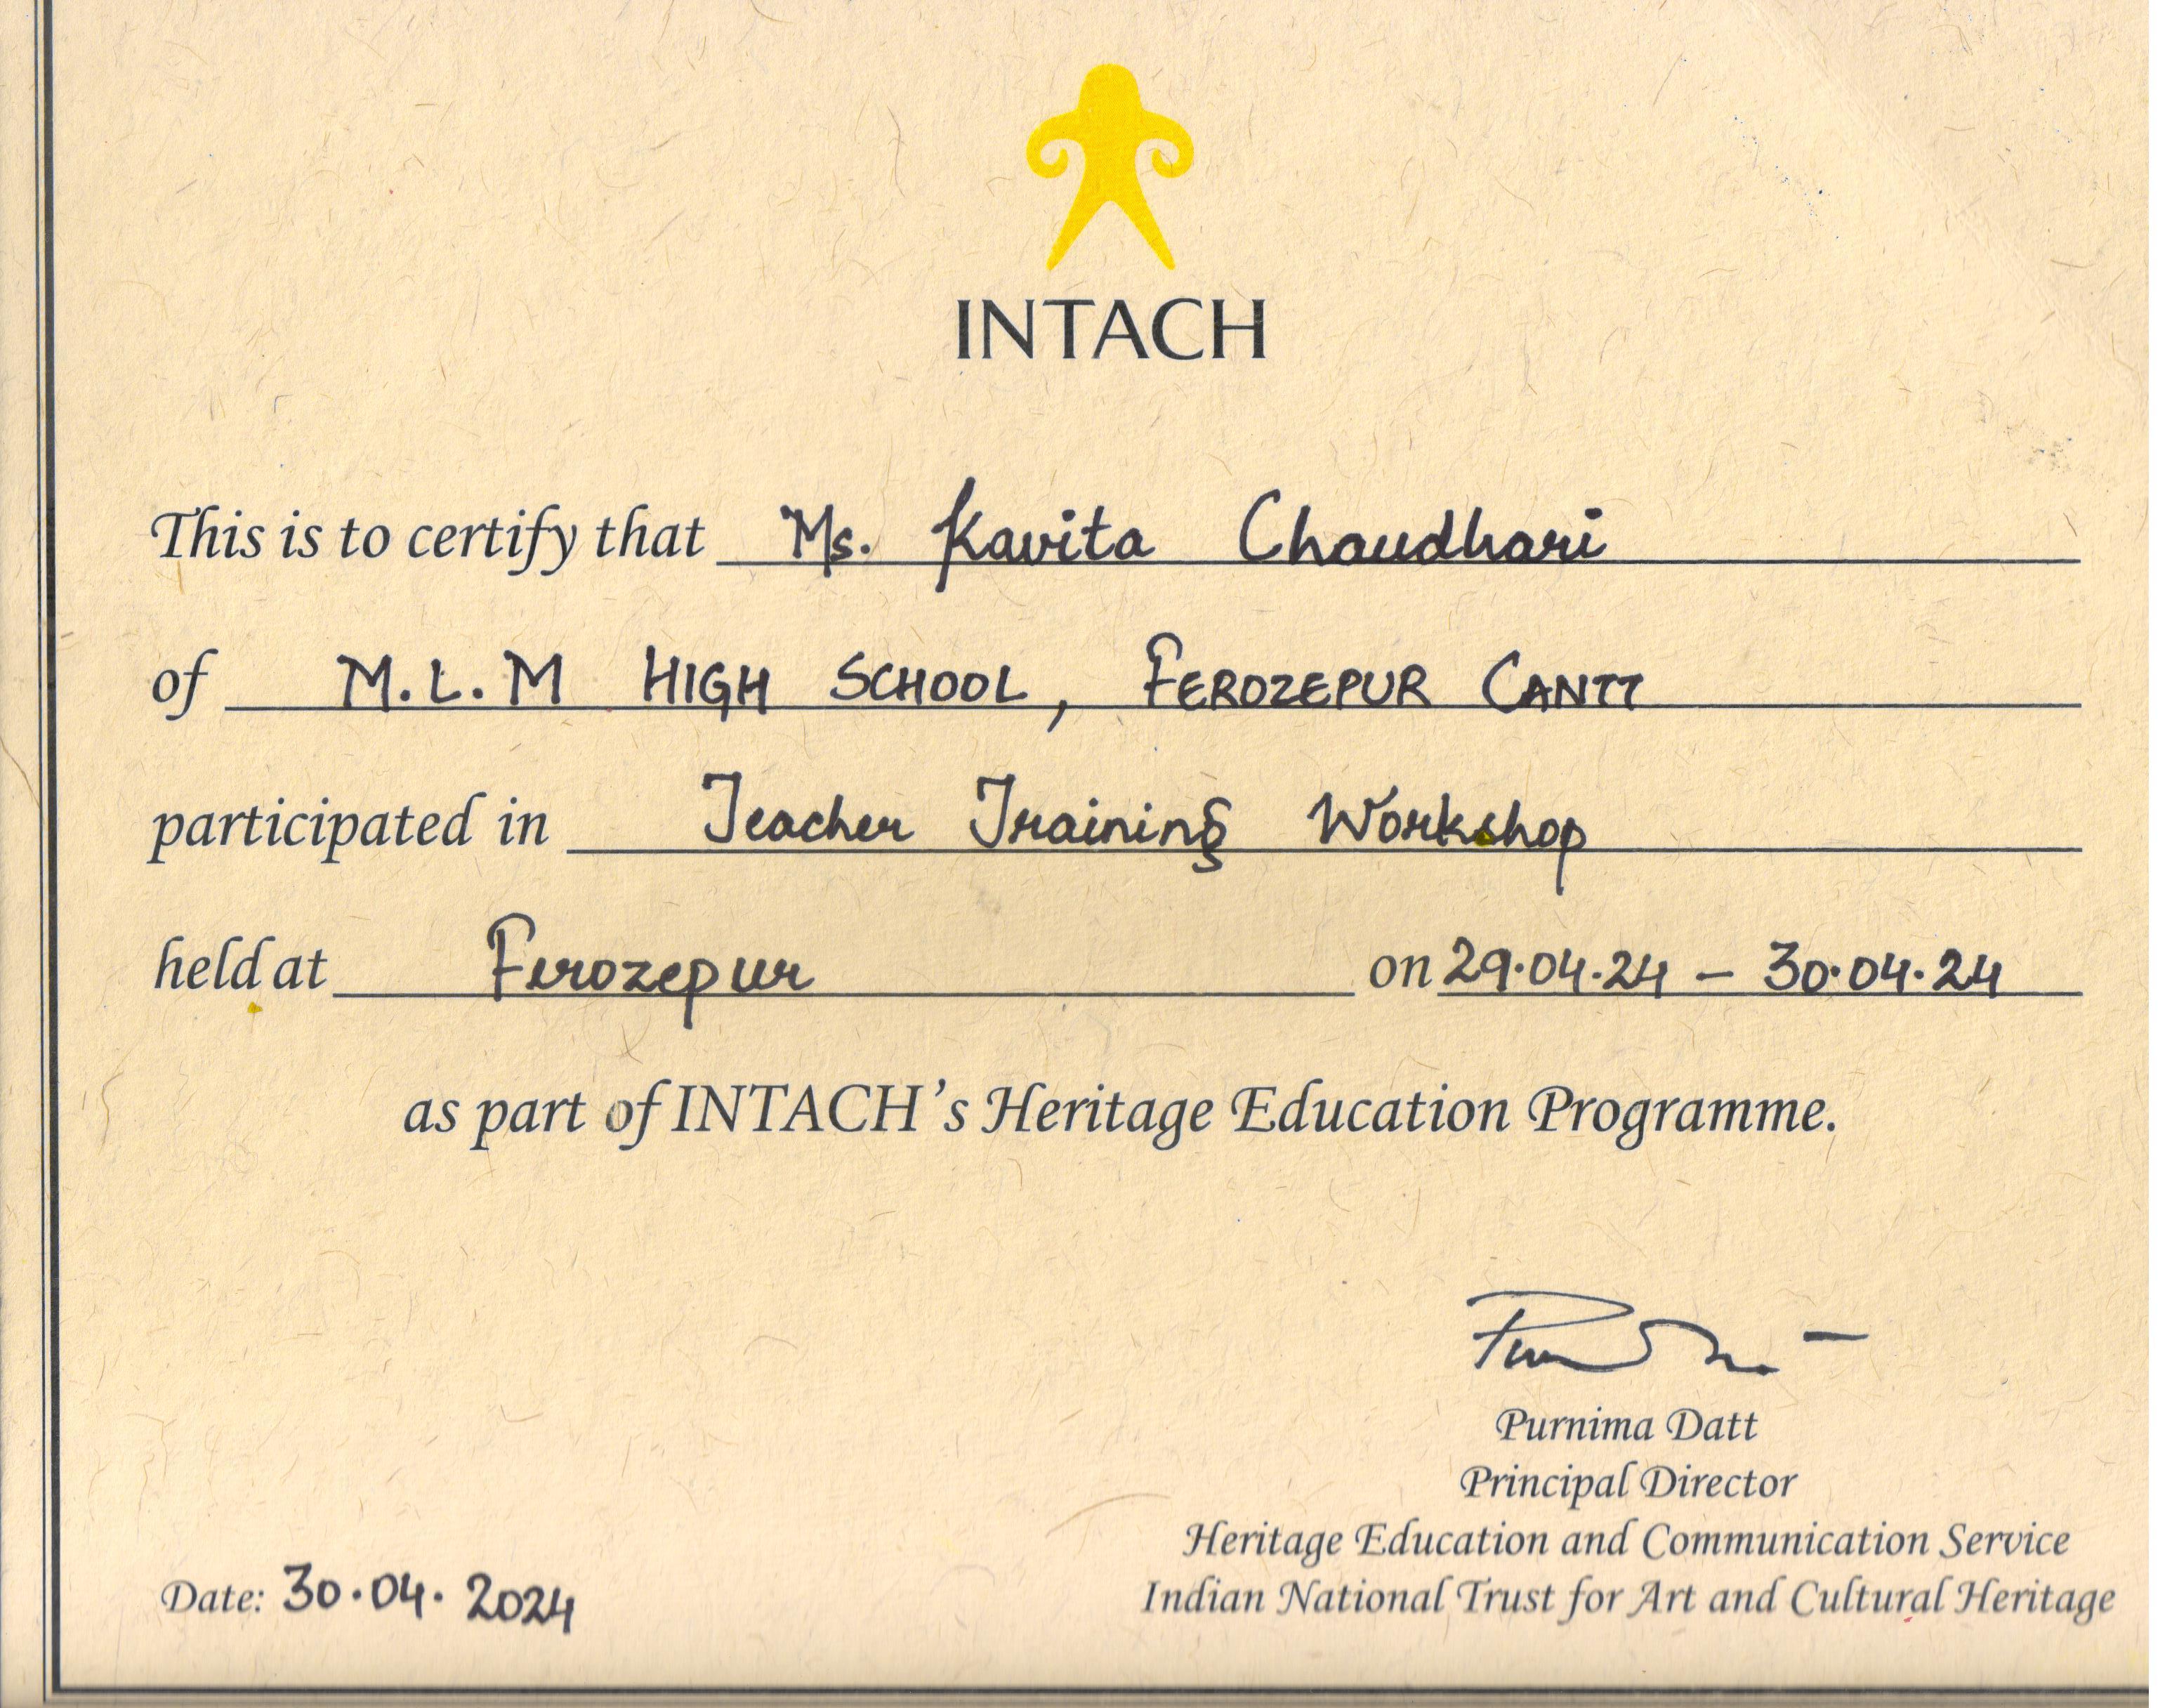 INTACH
This is to certify that Ms. Kavita Chaudhari
of M.L.M HIGH SCHOOL, FEROZEPUR CANTT
participated in Teacher Training Workshop
held at Ferozepur on 29.04.24 – 30.04.24
as part of INTACH's Heritage Education Programme.
Purnima Datt
Principal Director
Heritage Education and Communication Service
Indian National Trust for Art and Cultural Heritage
Date: 30.04.2024